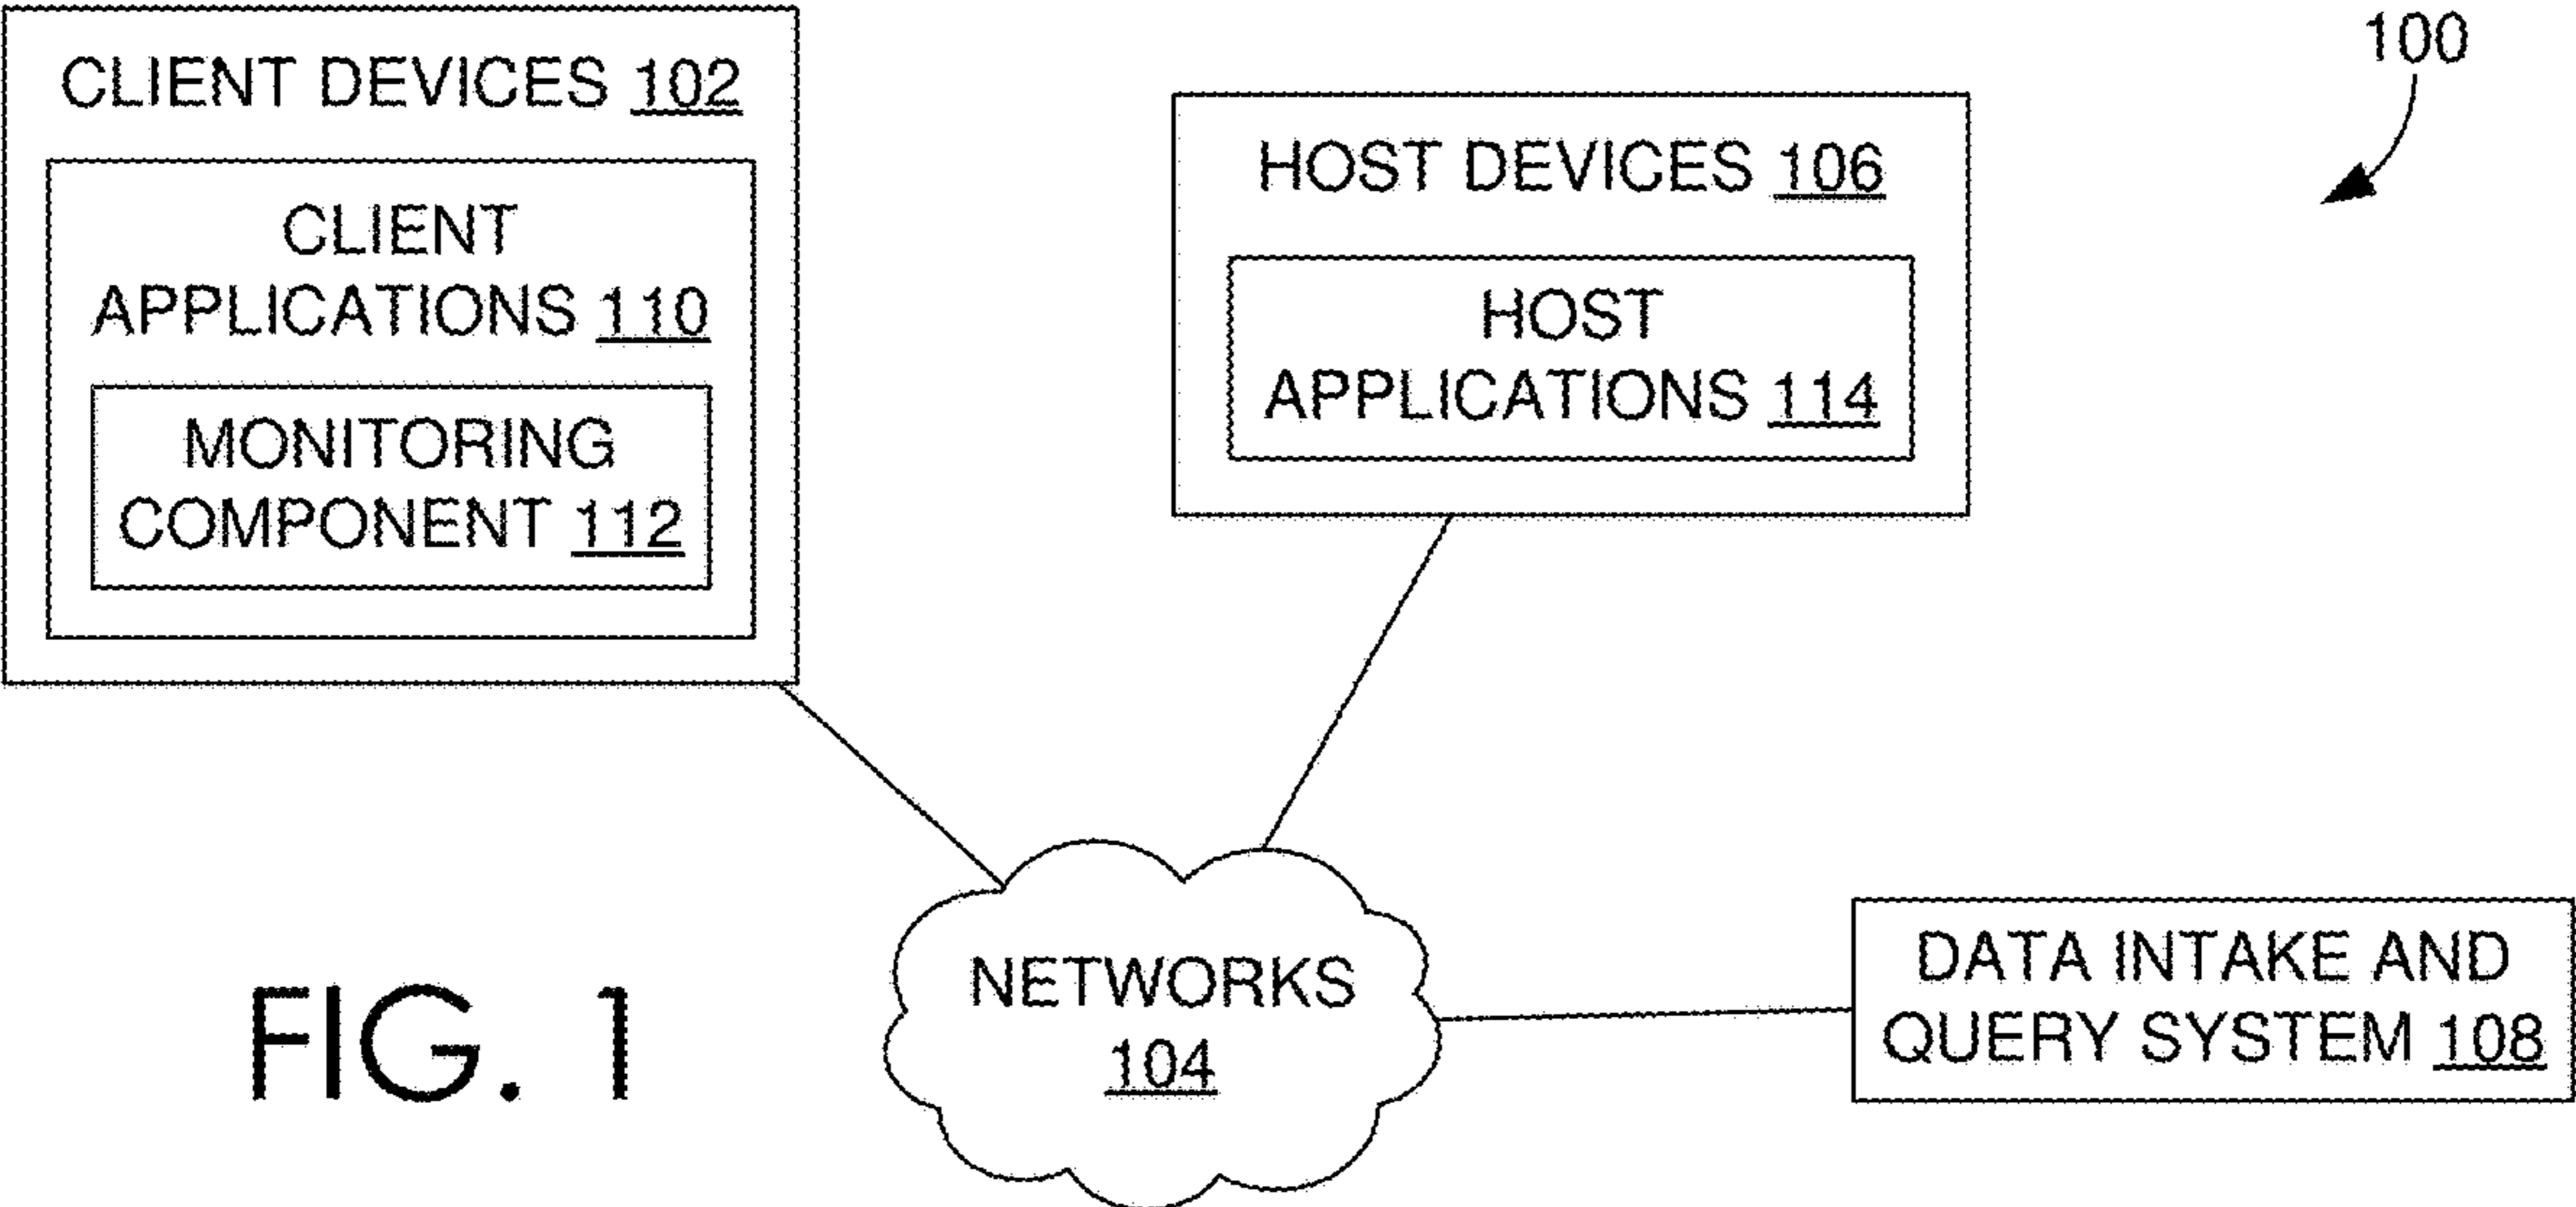 100
CLIENT DEVICES 102
CLIENT
APPLICATIONS 110
MONITORING
COMPONENT 112
HOST DEVICES 106
HOST
APPLICATIONS 114
NETWORKS
104
DATA INTAKE AND
QUERY SYSTEM 108
FIG. 1